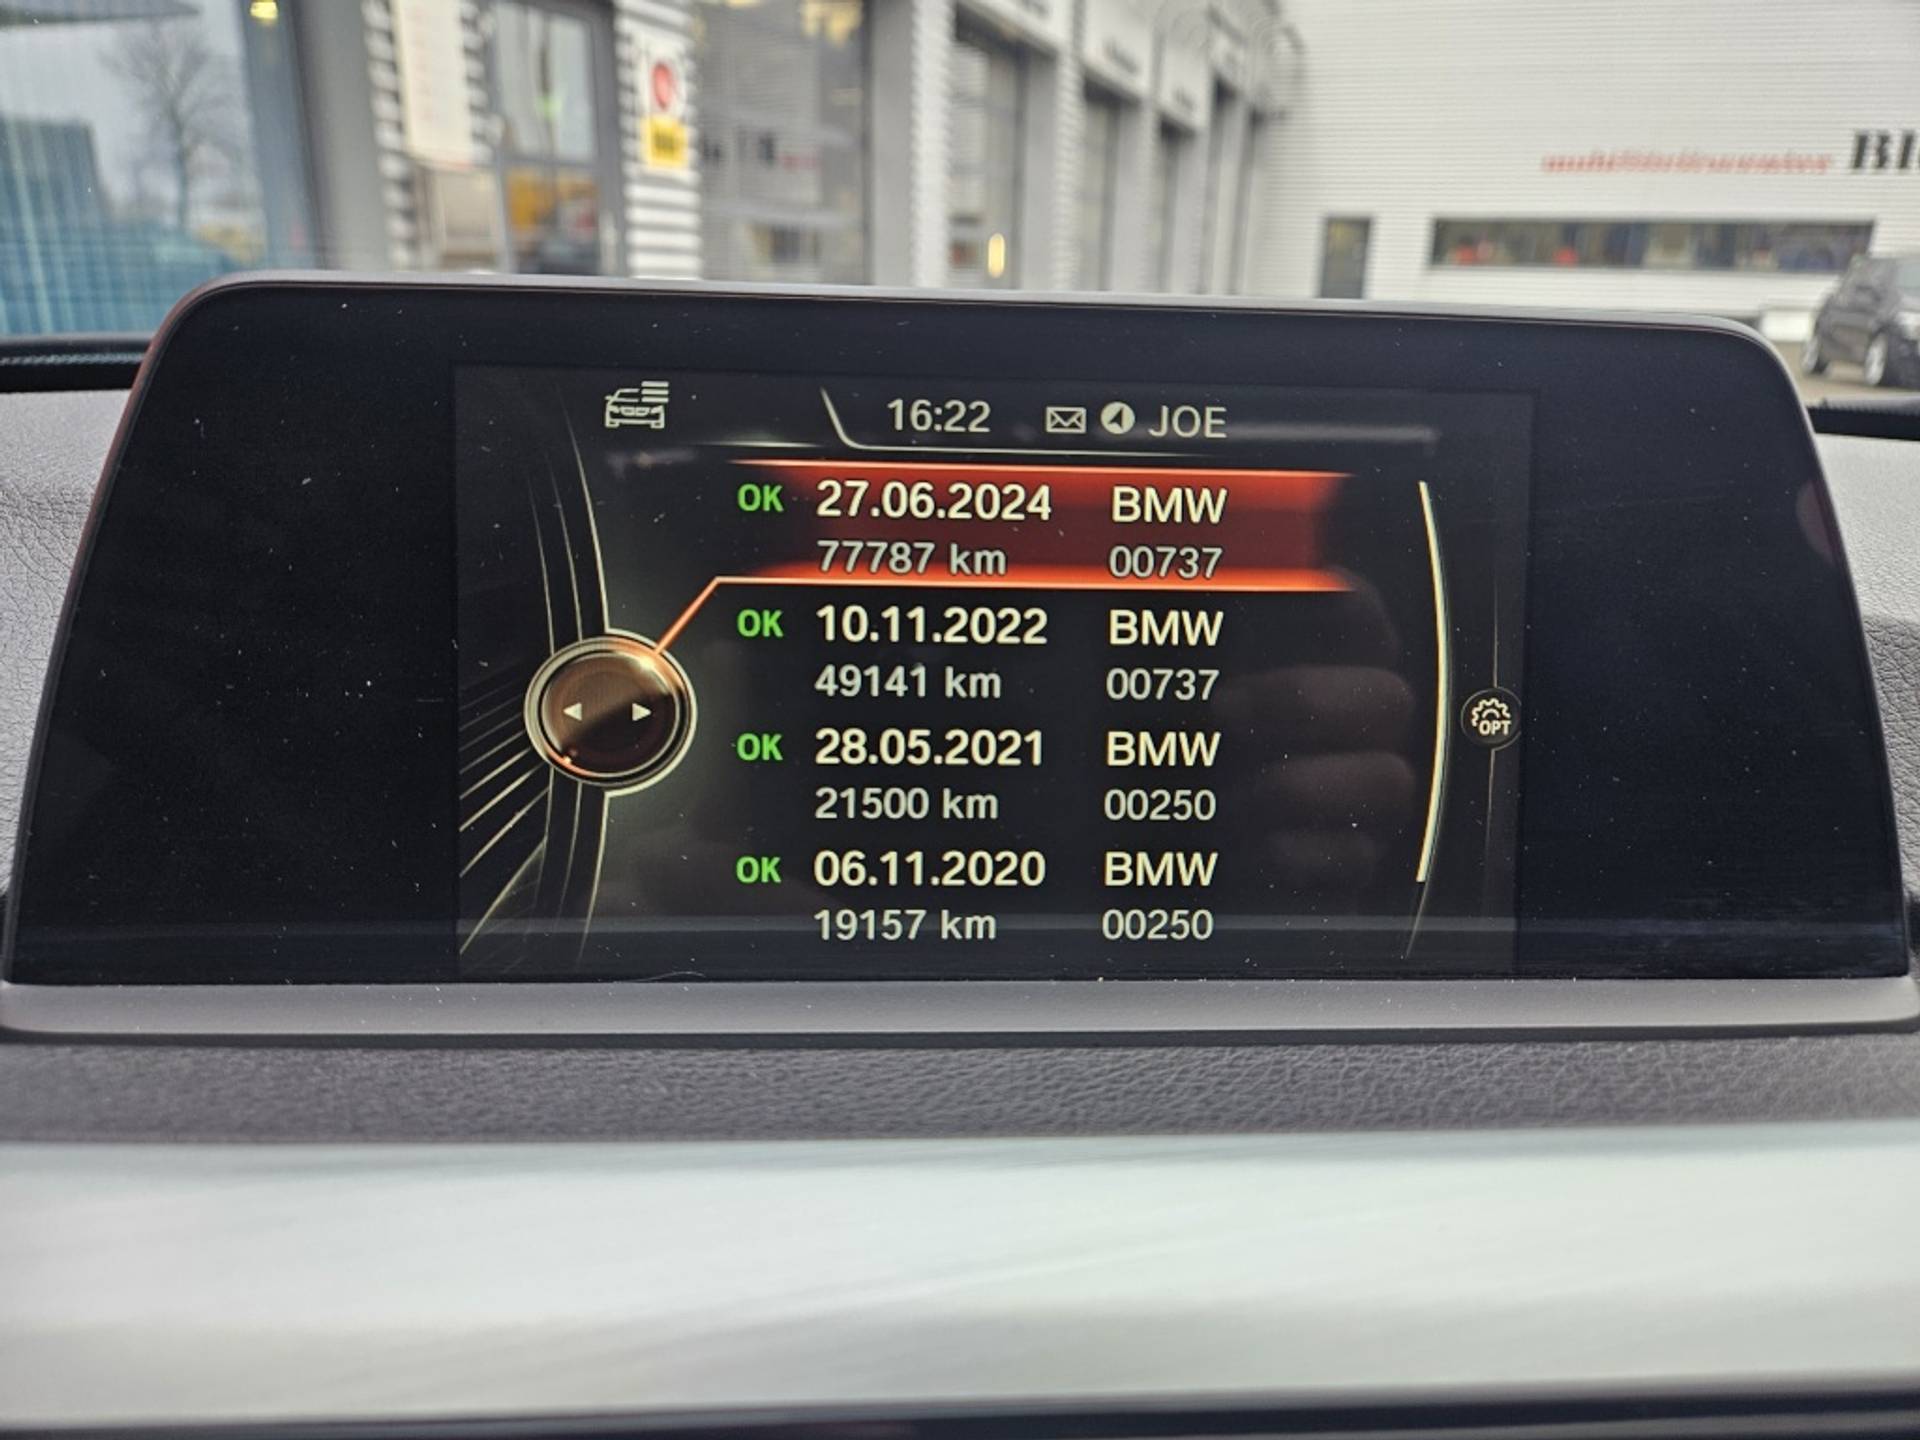 16:22 JOE
OK 27.06.2024 BMW
77787 km 00737
OK 10.11.2022 BMW
49141 km 00737
OK 28.05.2021 BMW
21500 km 00250
OK 06.11.2020 BMW
19157 km 00250
OPT